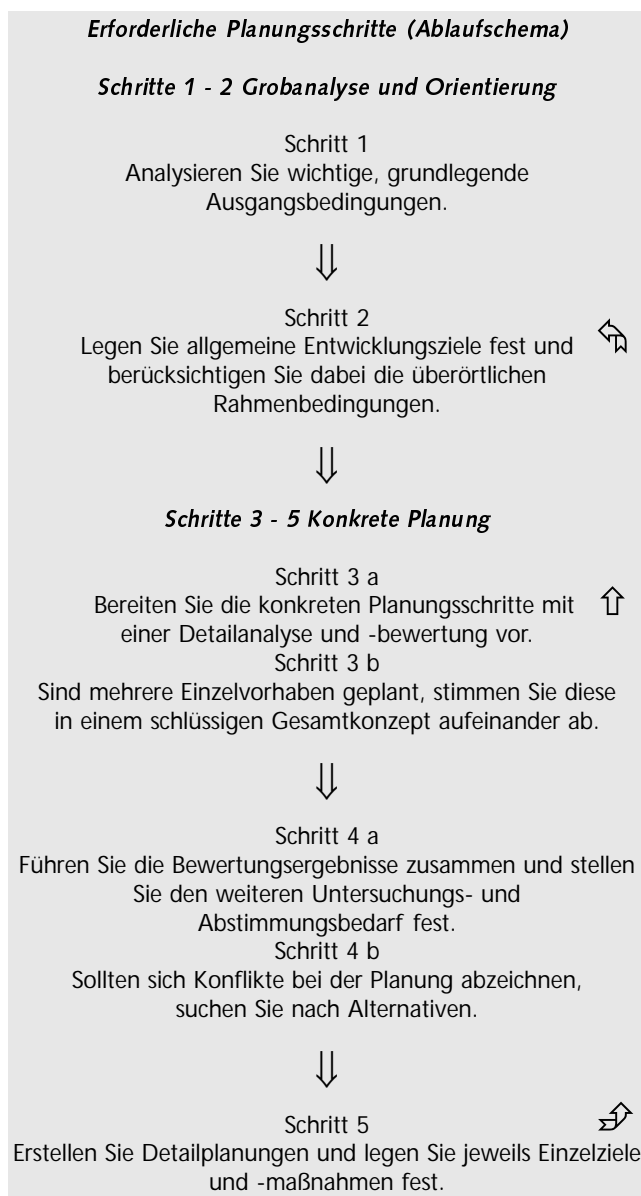 Erforderliche Planungsschritte (Ablaufschema)
Schritte 1 - 2 Grobanalyse und Orientierung
Schritt 1
Analysieren Sie wichtige, grundlegende
Ausgangsbedingungen.
Schritt 2
Legen Sie allgemeine Entwicklungsziele fest und
berücksichtigen Sie dabei die überörtlichen
Rahmenbedingungen.
Schritte 3 - 5 Konkrete Planung
Schritt 3 a
Bereiten Sie die konkreten Planungsschritte mit
einer Detailanalyse und -bewertung vor.
Schritt 3 b
Sind mehrere Einzelvorhaben geplant, stimmen Sie diese
in einem schlüssigen Gesamtkonzept aufeinander ab.
Schritt 4 a
Führen Sie die Bewertungsergebnisse zusammen und stellen
Sie den weiteren Untersuchungs- und
Abstimmungsbedarf fest.
Schritt 4 b
Sollten sich Konflikte bei der Planung abzeichnen,
suchen Sie nach Alternativen.
Schritt 5
Erstellen Sie Detailplanungen und legen Sie jeweils Einzelziele
und -maßnahmen fest.